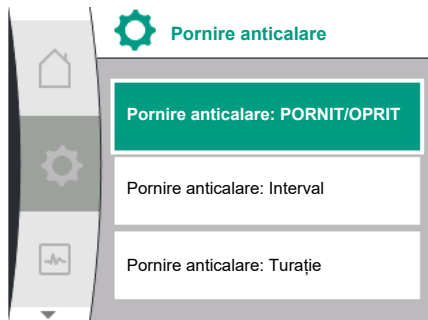 Pornire anticalare
Pornire anticalare: PORNIT/OPRIT
Pornire anticalare: Interval
Pornire anticalare: Turație